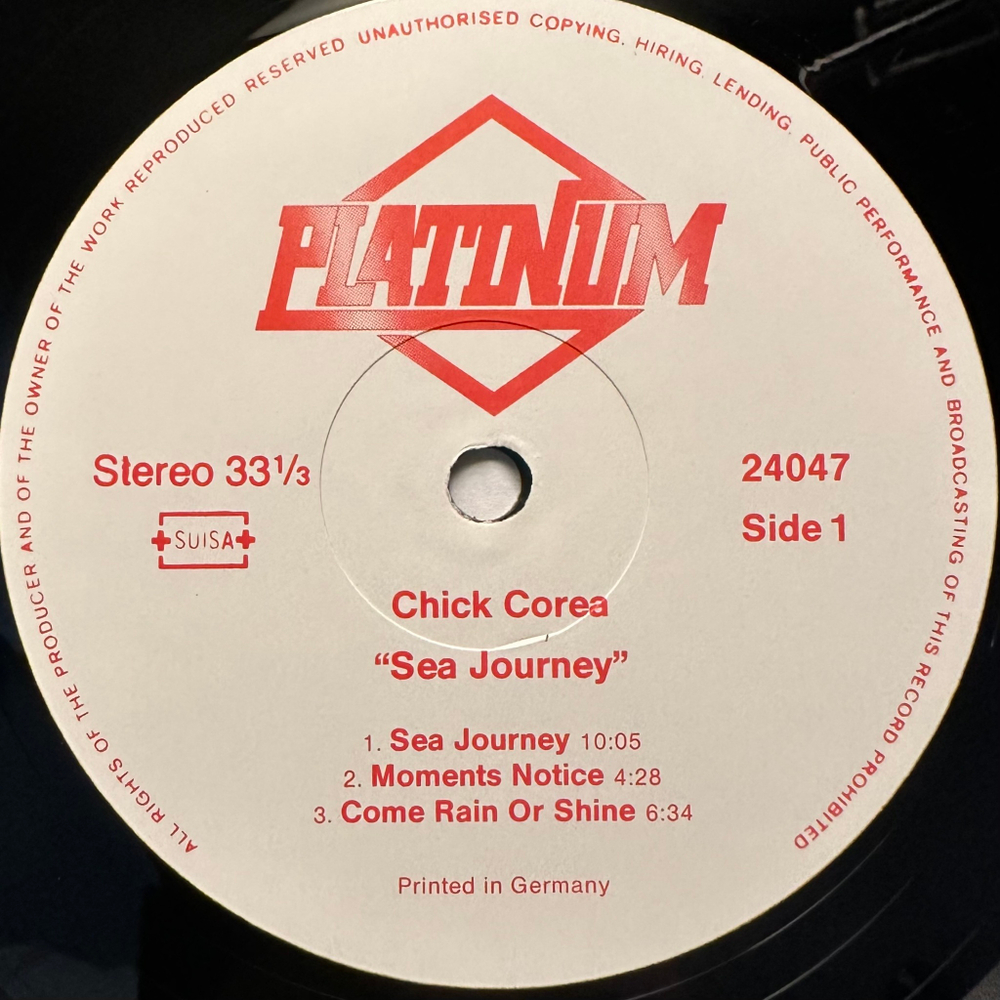 ALL RIGHTS OF THE PRODUCER AND OF THE OWNER OF THE WORK REPRODUCED RESERVED UNAUTHORISED COPYING, HIRING, LENDING, PUBLIC PERFORMANCE AND BROADCASTING OF THIS RECORD PROHIBITED
PLATINUM
Stereo 33⅓
24047
SUISA
Side 1
Chick Corea
“Sea Journey”
1. Sea Journey 10:05
2. Moments Notice 4:28
3. Come Rain Or Shine 6:34
Printed in Germany